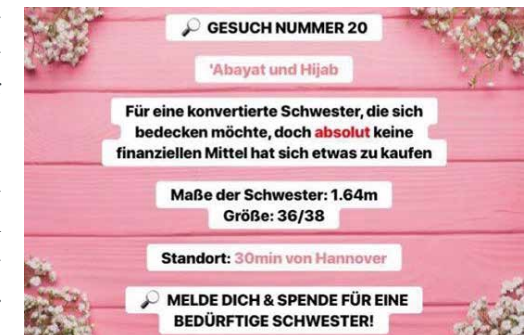 🔎 GESUCH NUMMER 20
'Abayat und Hijab
Für eine konvertierte Schwester, die sich
bedecken möchte, doch absolut keine
finanziellen Mittel hat sich etwas zu kaufen
Maße der Schwester: 1.64m
Größe: 36/38
Standort: 30min von Hannover
🔎 MELDE DICH & SPENDE FÜR EINE
BEDÜRFTIGE SCHWESTER!